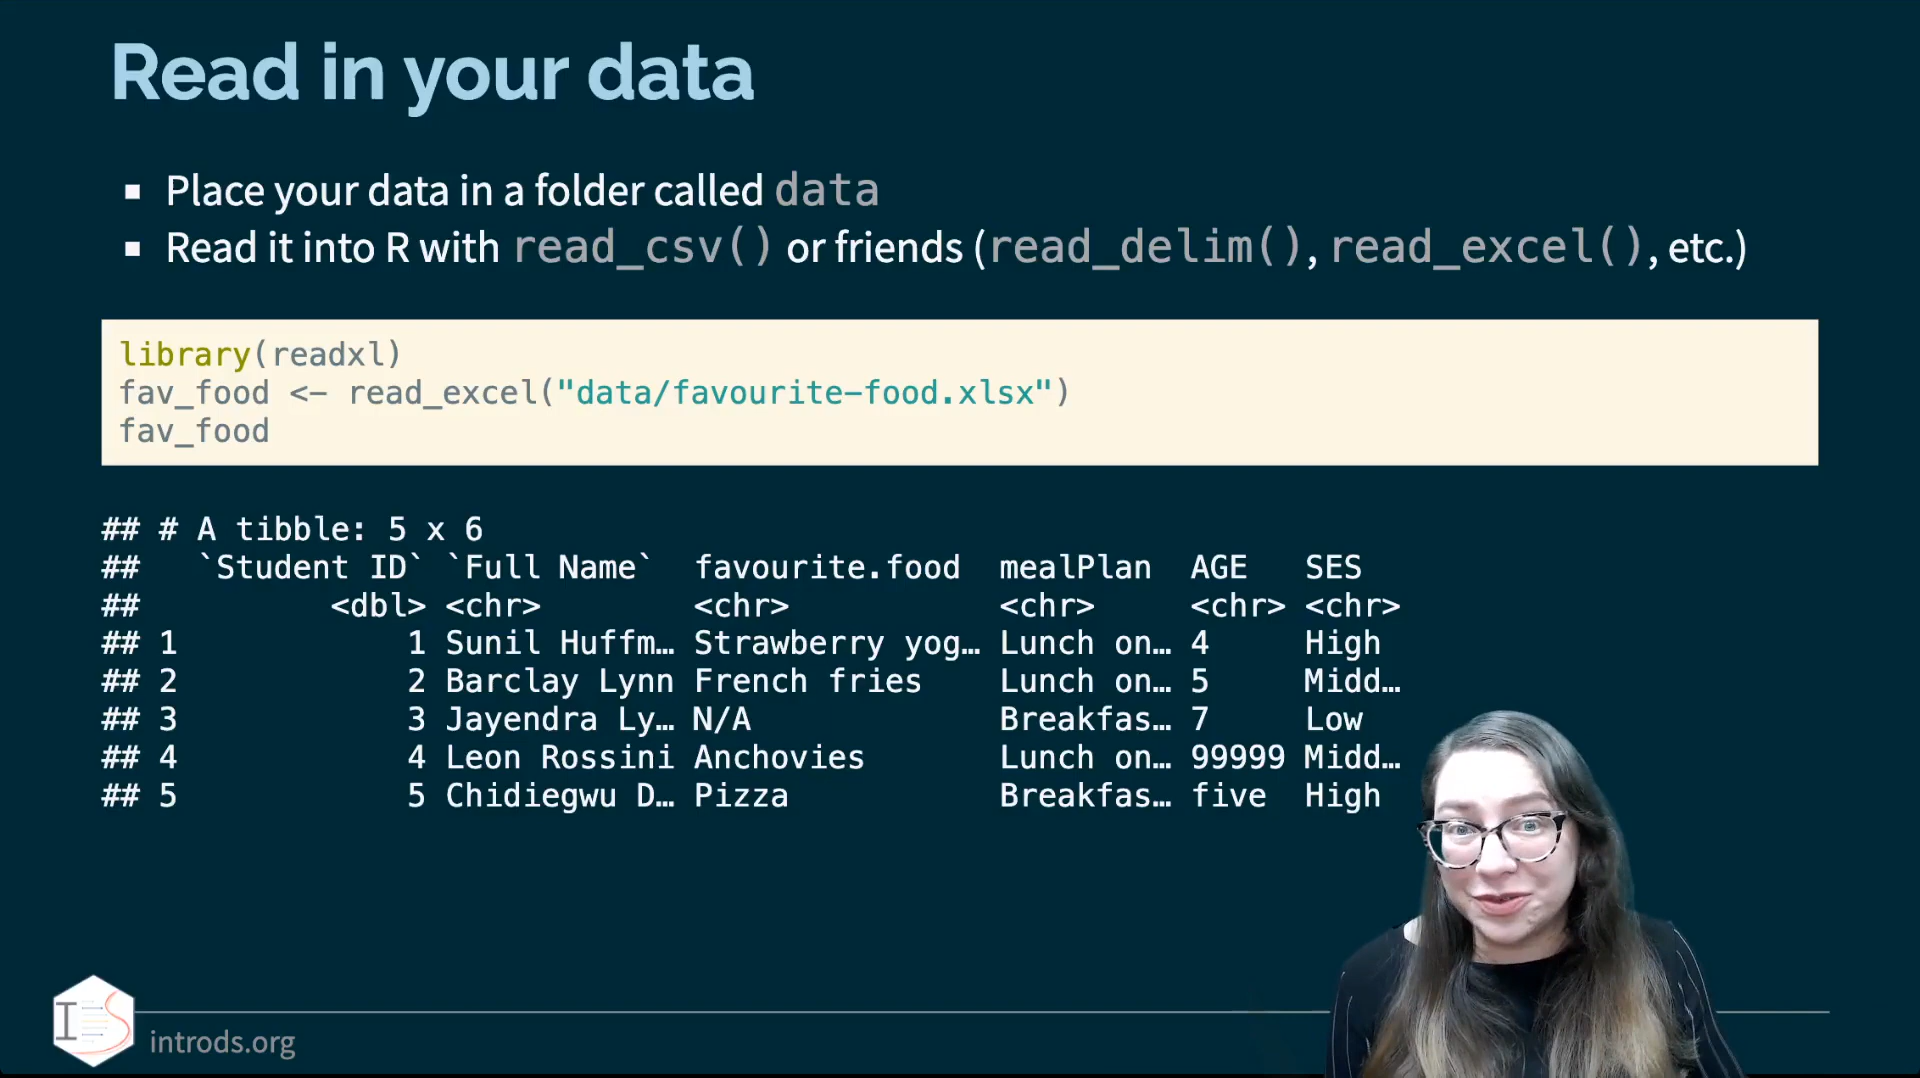 Read in your data
Place your data in a folder called data
Read it into R with read_csv() or friends (read_delim(), read_excel(), etc.)
library(readxl)
fav_food <- read_excel("data/favourite-food.xlsx")
fav_food
## # A tibble: 5 x 6
##   `Student ID` `Full Name`  favourite.food  mealPlan  AGE   SES
##          <dbl> <chr>        <chr>           <chr>     <chr> <chr>
## 1            1 Sunil Huffm… Strawberry yog… Lunch on… 4     High
## 2            2 Barclay Lynn French fries    Lunch on… 5     Midd…
## 3            3 Jayendra Ly… N/A             Breakfas… 7     Low
## 4            4 Leon Rossini Anchovies       Lunch on… 99999 Midd…
## 5            5 Chidiegwu D… Pizza           Breakfas… five  High
IDS
introds.org